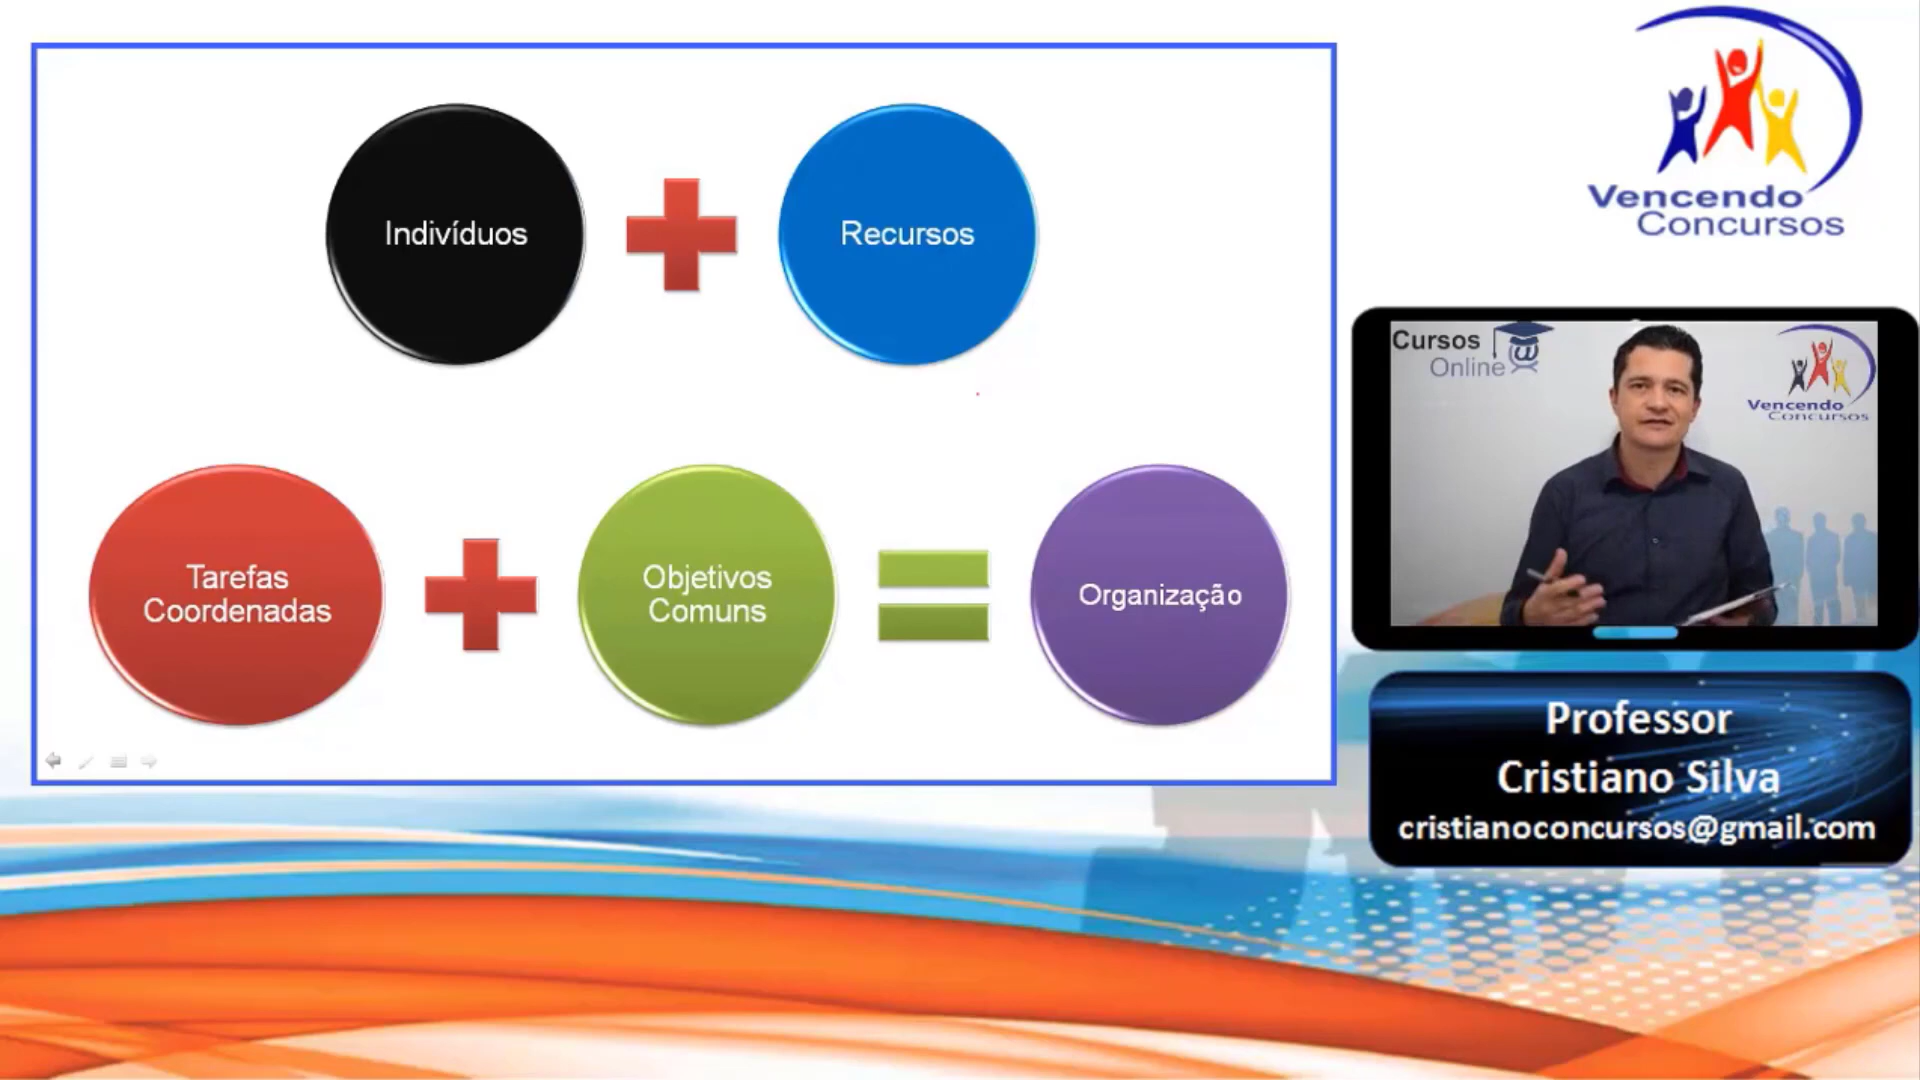 Indivíduos
Recursos
Tarefas
Coordenadas
Objetivos
Comuns
Organização
Vencendo
Concursos
Cursos
Online
Vencendo
Concursos
Professor
Cristiano Silva
cristianoconcursos@gmail.com